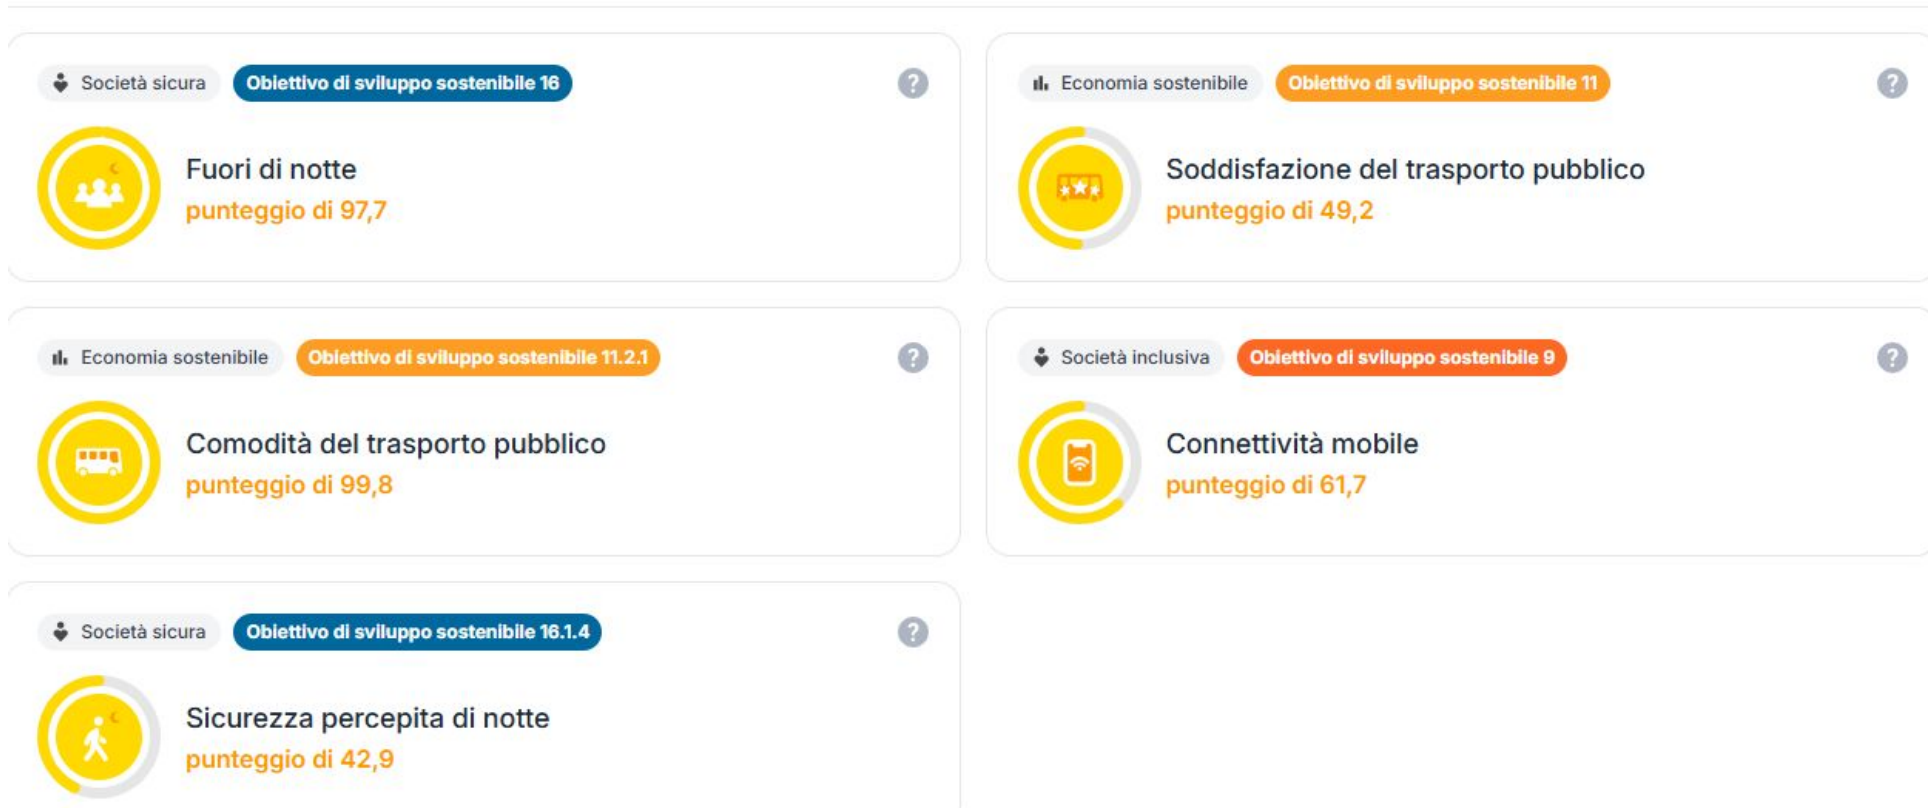 Società sicura Obiettivo di sviluppo sostenibile 16 ?
Fuori di notte
punteggio di 97,7
Economia sostenibile Obiettivo di sviluppo sostenibile 11 ?
Soddisfazione del trasporto pubblico
punteggio di 49,2
Economia sostenibile Obiettivo di sviluppo sostenibile 11.2.1 ?
Comodità del trasporto pubblico
punteggio di 99,8
Società inclusiva Obiettivo di sviluppo sostenibile 9 ?
Connettività mobile
punteggio di 61,7
Società sicura Obiettivo di sviluppo sostenibile 16.1.4 ?
Sicurezza percepita di notte
punteggio di 42,9